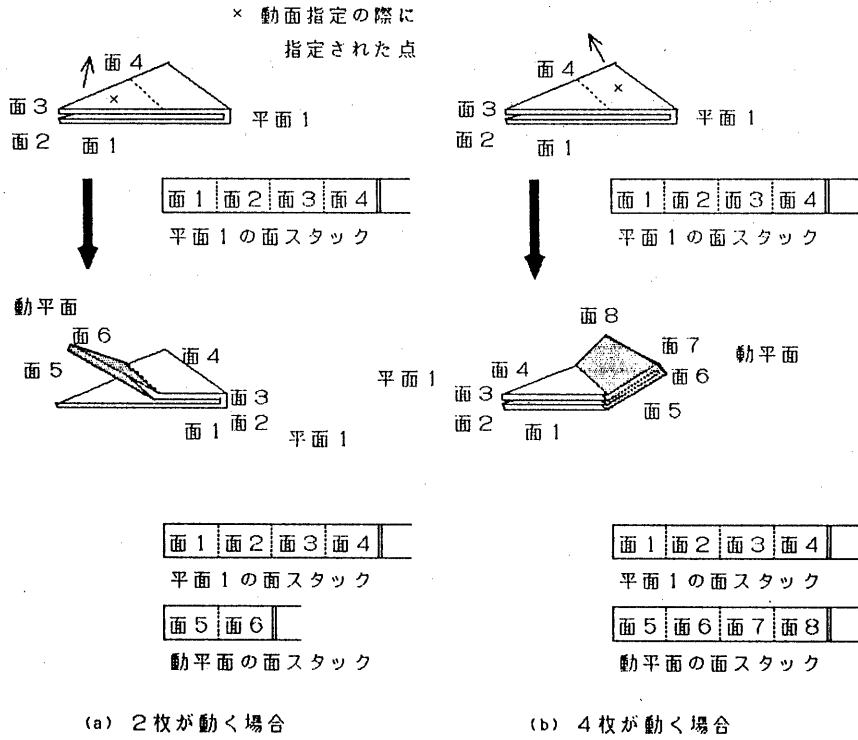 × 動面指定の際に
指定された点
面4
面3
面2
面1
平面1
面1 面2 面3 面4
平面1の面スタック
動平面
面6
面5
面4
面3
面2
面1
平面1
面1 面2 面3 面4
平面1の面スタック
面5 面6
動平面の面スタック
(a) 2枚が動く場合
面4
面3
面2
面1
平面1
面1 面2 面3 面4
平面1の面スタック
面8
面7
動平面
平面1
面4
面6
面3
面5
面2
面1
面1 面2 面3 面4
平面1の面スタック
面5 面6 面7 面8
動平面の面スタック
(b) 4枚が動く場合